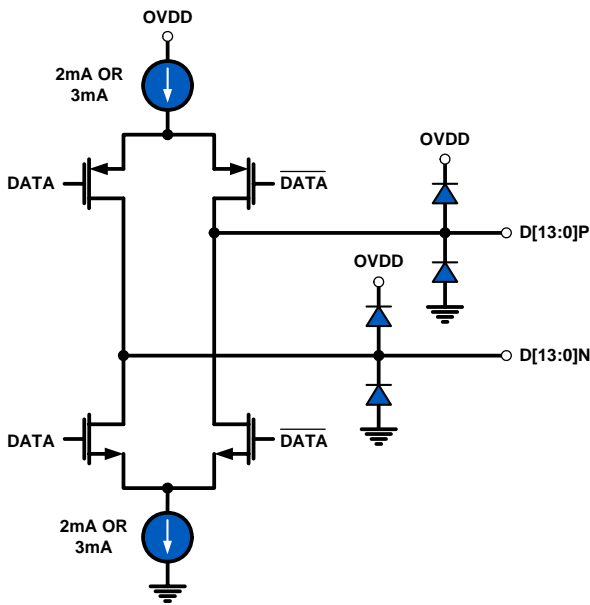 OVDD
2mA OR
3mA
OVDD
DATA
DATA
D[13:0]P
OVDD
D[13:0]N
DATA
DATA
2mA OR
3mA